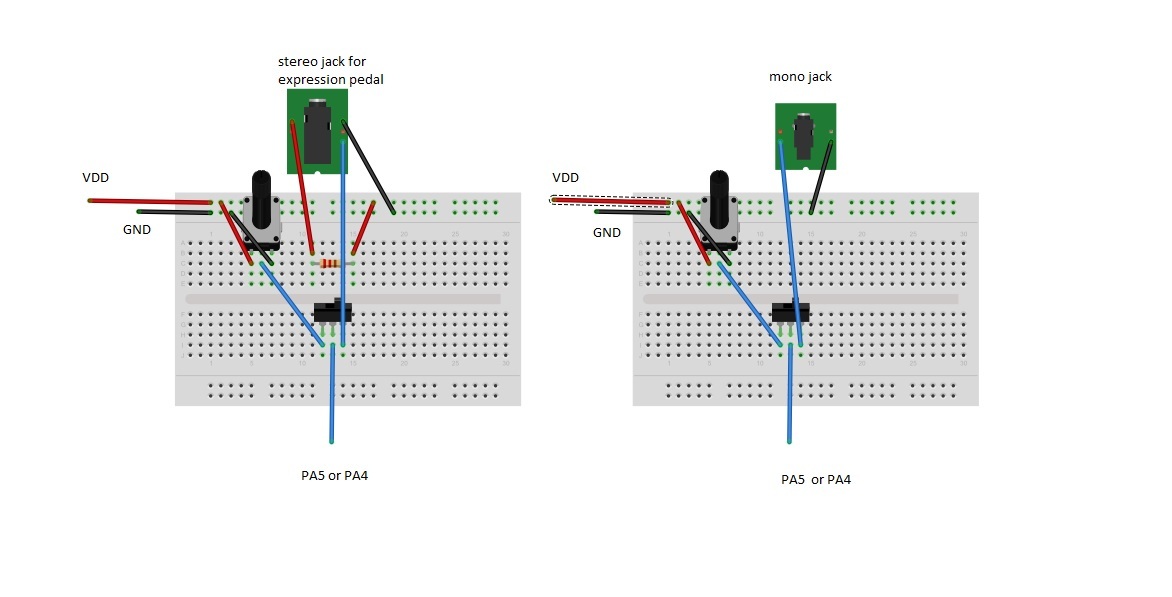 stereo jack for
expression pedal
mono jack
VDD
GND
VDD
GND
PA5 or PA4
PA5 or PA4